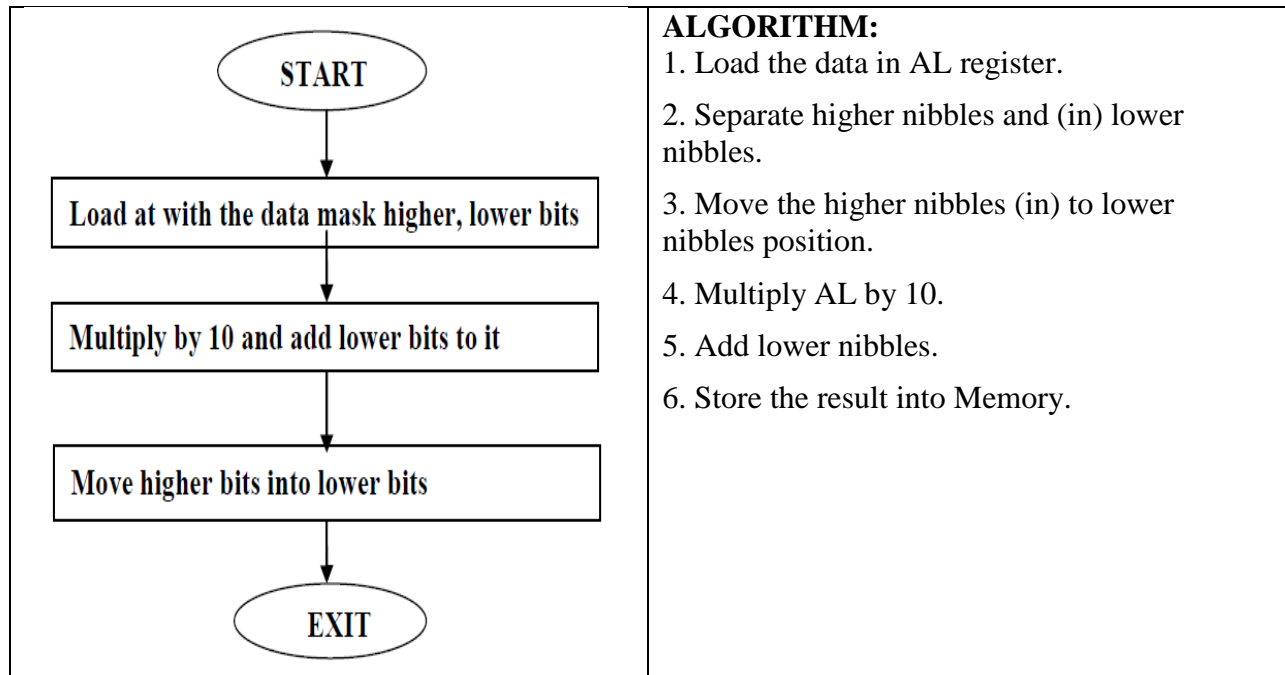 START
Load at with the data mask higher, lower bits
Multiply by 10 and add lower bits to it
Move higher bits into lower bits
EXIT
ALGORITHM:
1. Load the data in AL register.
2. Separate higher nibbles and (in) lower
nibbles.
3. Move the higher nibbles (in) to lower
nibbles position.
4. Multiply AL by 10.
5. Add lower nibbles.
6. Store the result into Memory.